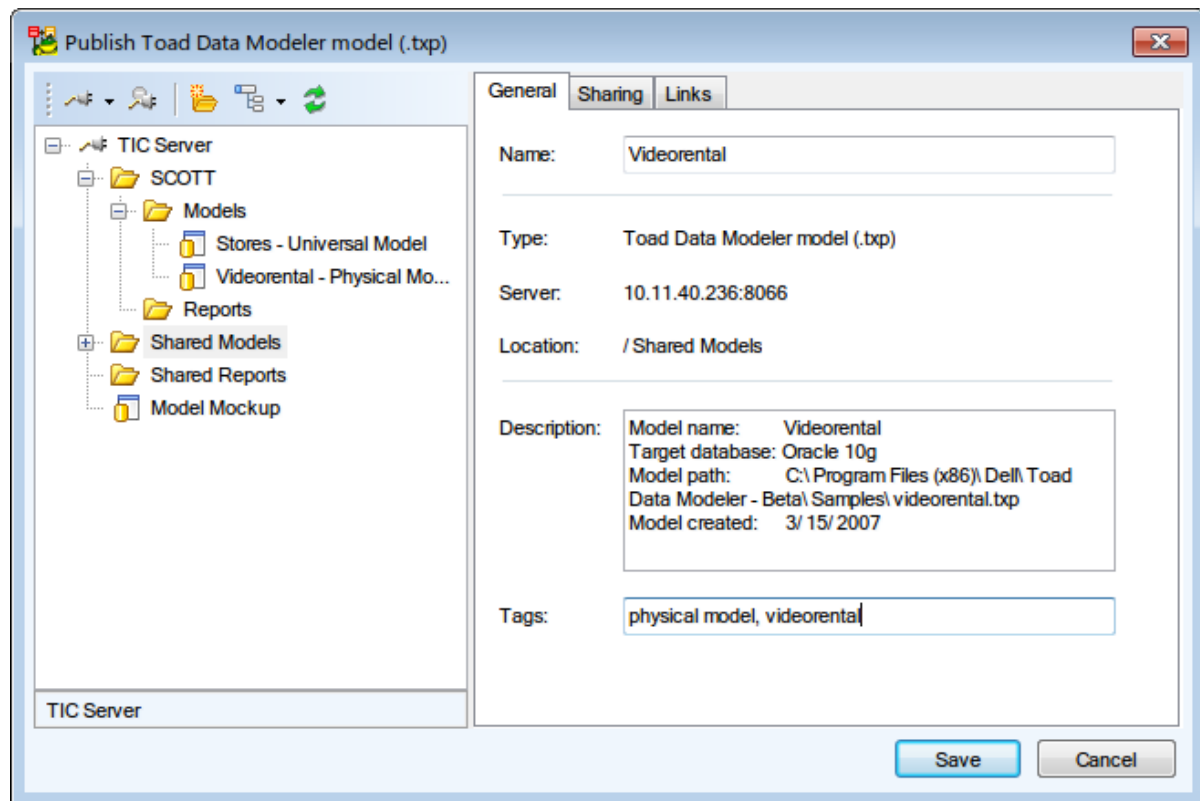 Publish Toad Data Modeler model (.txp)
TIC Server
SCOTT
Models
Stores - Universal Model
Videorental - Physical Mo...
Reports
Shared Models
Shared Reports
Model Mockup
TIC Server
General Sharing Links
Name: Videorental
Type: Toad Data Modeler model (.txp)
Server: 10.11.40.236:8066
Location: / Shared Models
Description: Model name: Videorental
Target database: Oracle 10g
Model path: C:\ Program Files (x86)\ Dell\ Toad
Data Modeler - Beta\ Samples\ videorental.txp
Model created: 3/ 15/ 2007
Tags: physical model, videorental
Save Cancel